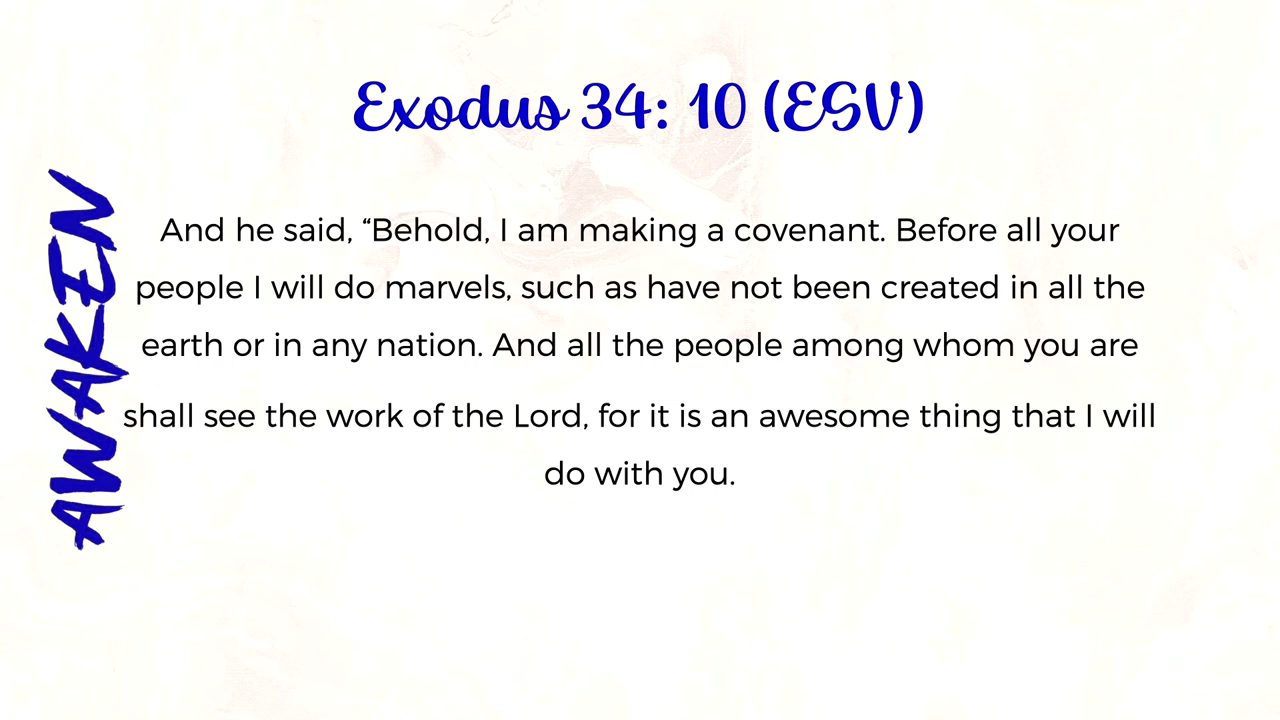 Exodus 34: 10 (ESV)
AWAKEN
And he said, “Behold, I am making a covenant. Before all your
people I will do marvels, such as have not been created in all the
earth or in any nation. And all the people among whom you are
shall see the work of the Lord, for it is an awesome thing that I will
do with you.